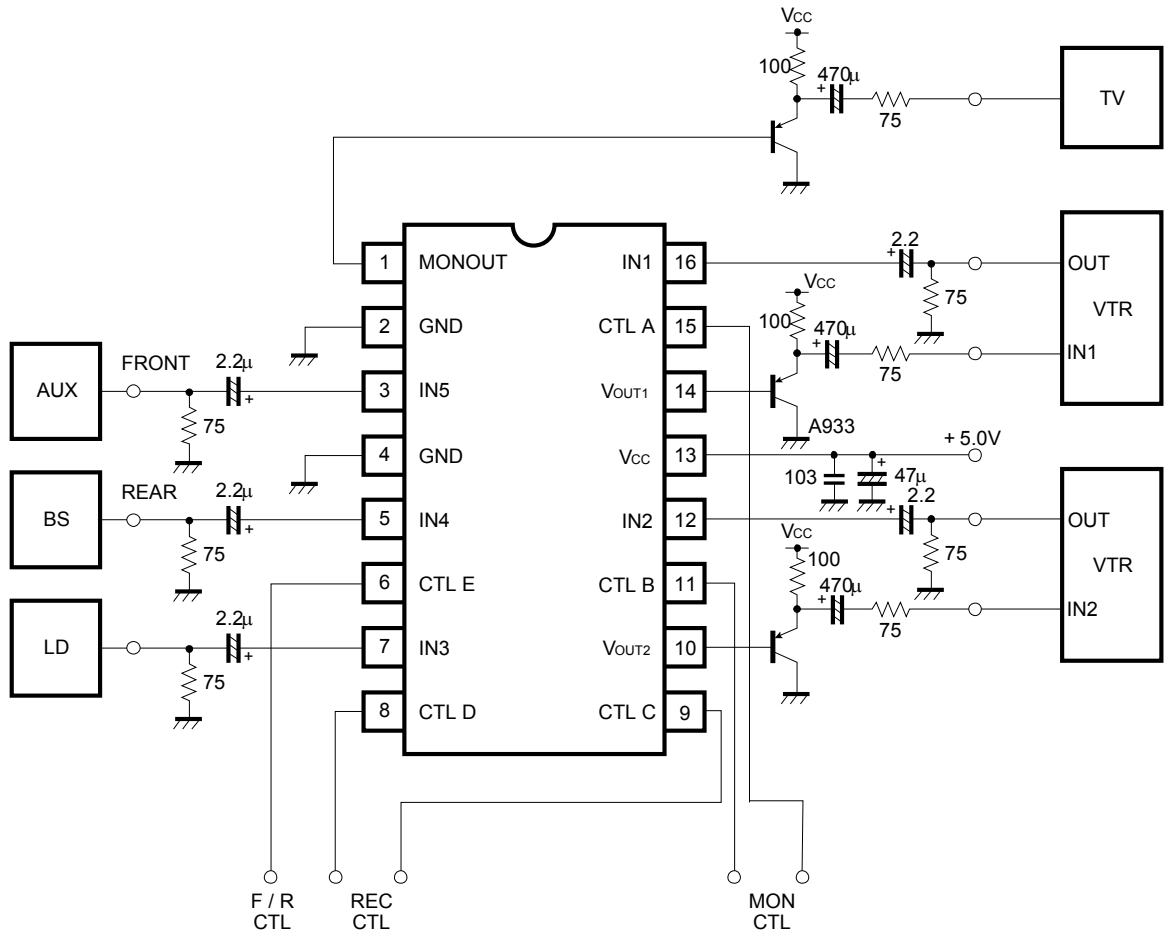 VCC
100
470µ
+
75
TV
1
MONOUT
IN1
16
2.2
+
75
OUT
VTR
IN1
2
GND
CTL A
15
VCC
100
470µ
+
75
AUX
FRONT
2.2µ
+
75
3
IN5
VOUT1
14
A933
4
GND
VCC
13
+ 5.0V
103
+
47µ
BS
REAR
2.2µ
+
75
5
IN4
IN2
12
2.2
+
75
OUT
VTR
IN2
6
CTL E
CTL B
11
VCC
100
470µ
+
75
LD
2.2µ
+
75
7
IN3
VOUT2
10
8
CTL D
CTL C
9
F / R
CTL
REC
CTL
MON
CTL